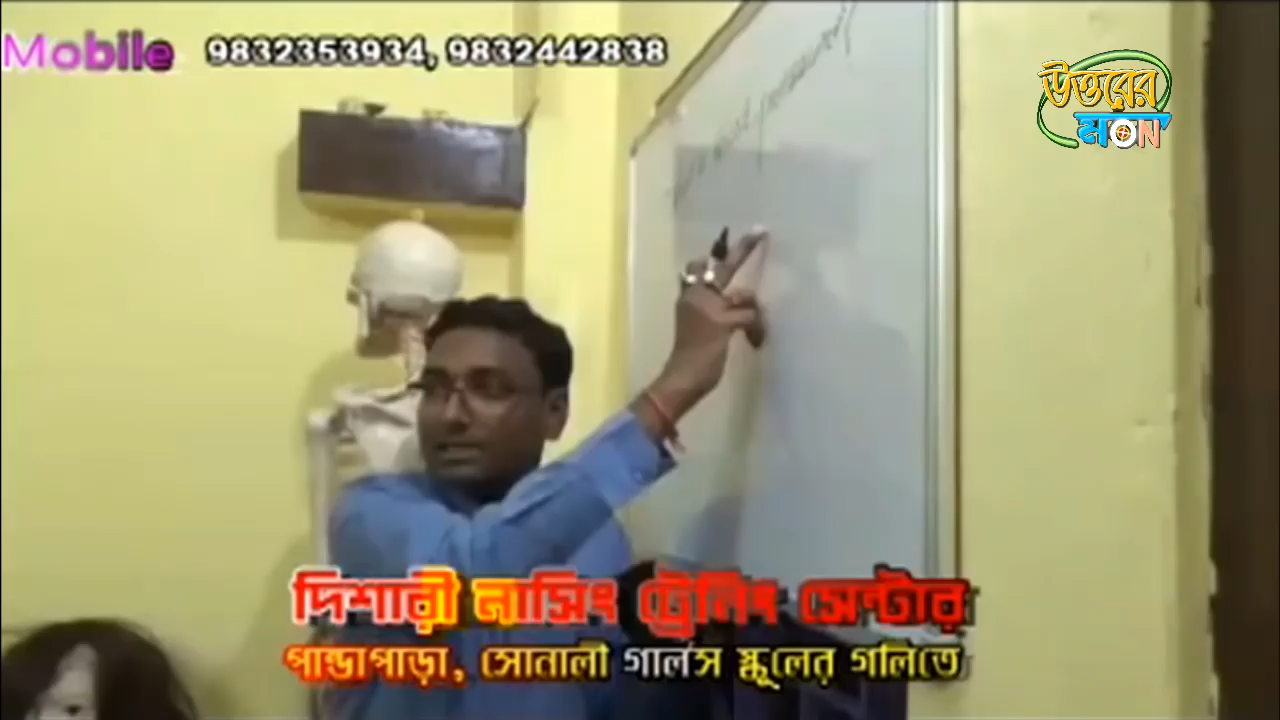 Mobile 9832353934, 9832442838
উত্তরের
মন
দিশারী নার্সিং ট্রেনিং সেন্টার
পান্ডাপাড়া, সোনালী গার্লস স্কুলের গলিতে